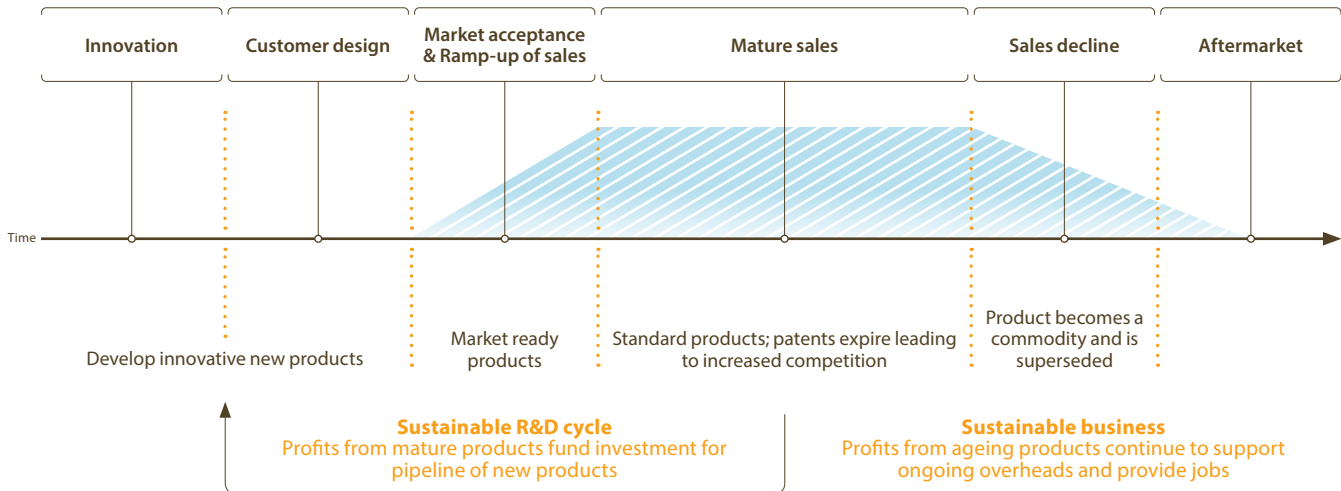 Innovation
Customer design
Market acceptance
& Ramp-up of sales
Mature sales
Sales decline
Aftermarket
Time
Develop innovative new products
Market ready
products
Standard products; patents expire leading
to increased competition
Product becomes a
commodity and is
superseded
Sustainable R&D cycle
Profits from mature products fund investment for
pipeline of new products
Sustainable business
Profits from ageing products continue to support
ongoing overheads and provide jobs